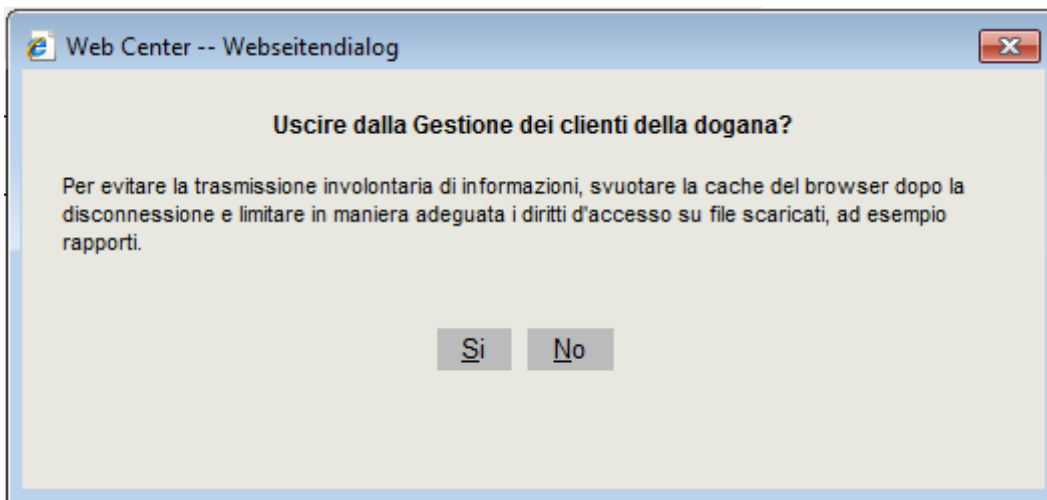 Web Center -- Webseitendialog
Uscire dalla Gestione dei clienti della dogana?
Per evitare la trasmissione involontaria di informazioni, svuotare la cache del browser dopo la
disconnessione e limitare in maniera adeguata i diritti d'accesso su file scaricati, ad esempio
rapporti.
Si No